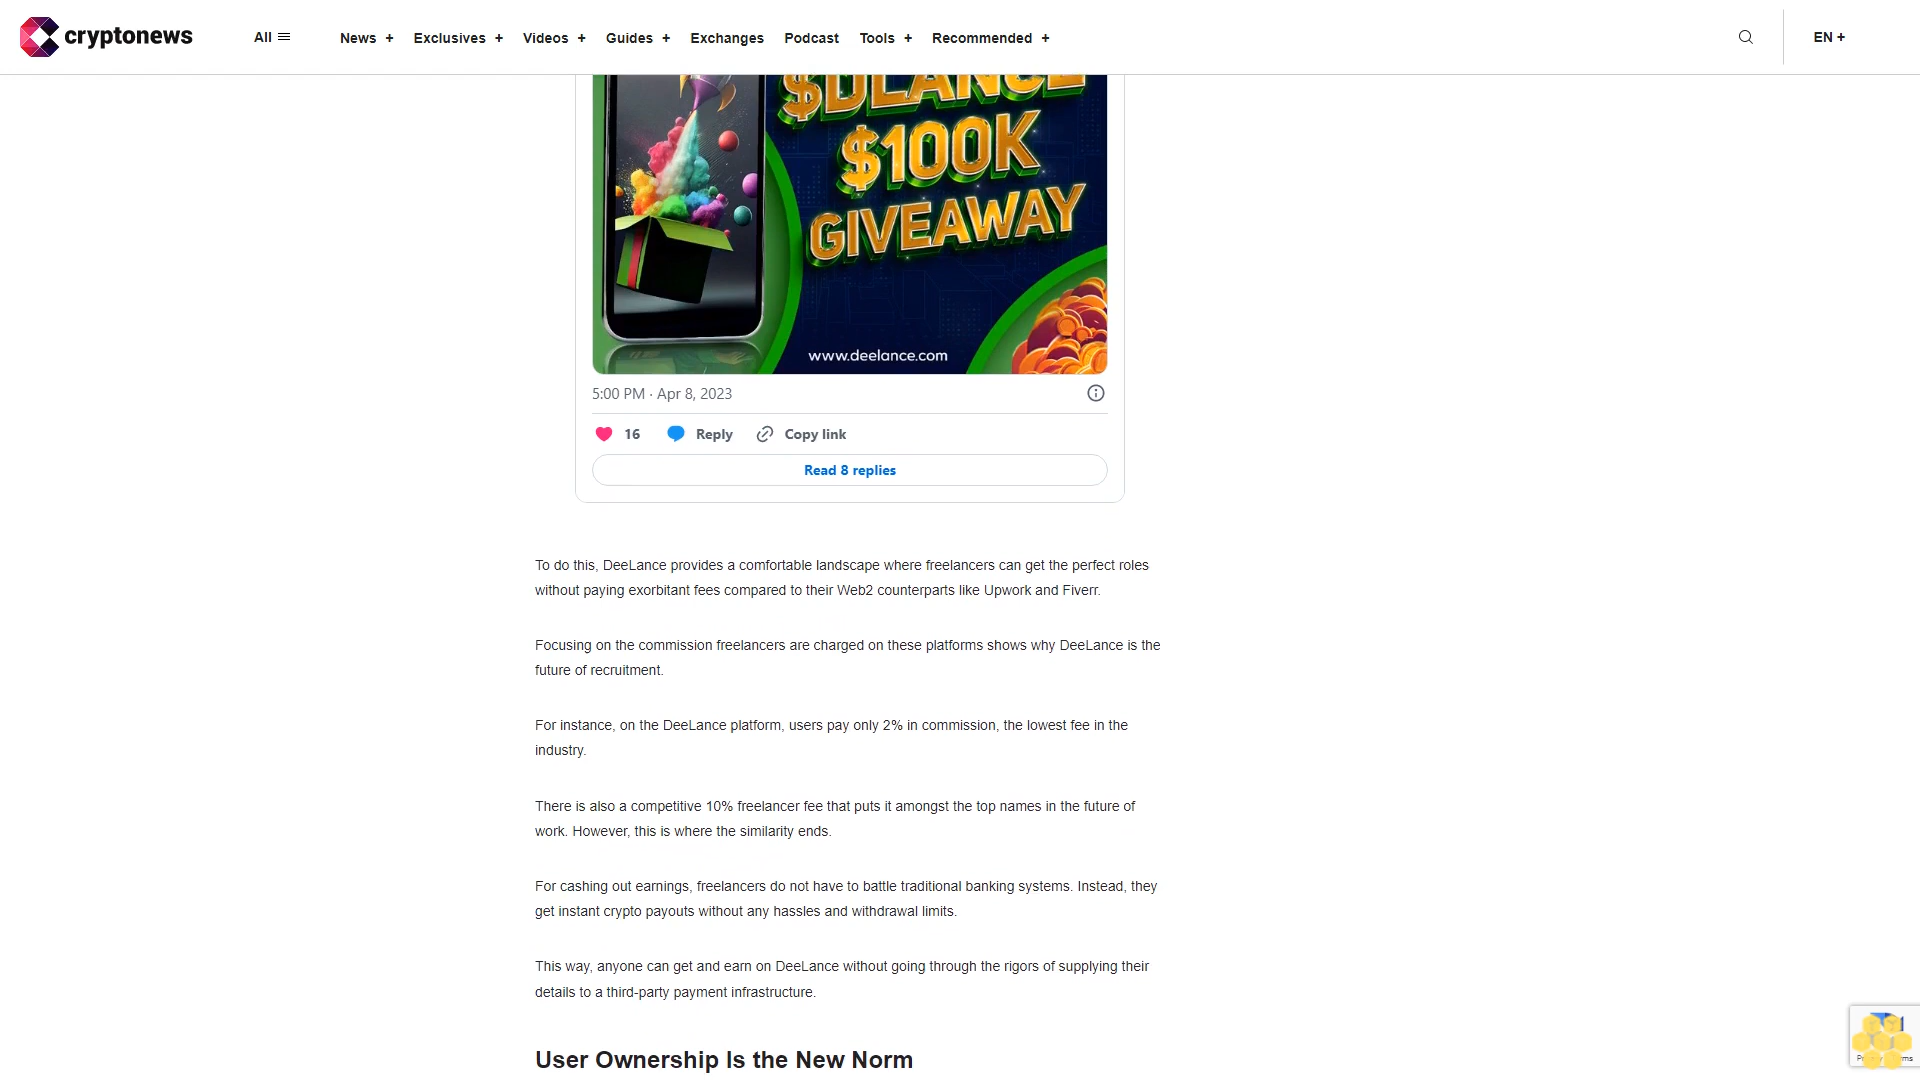 cryptonews
All
News + Exclusives + Videos + Guides + Exchanges Podcast Tools + Recommended +
EN +
$DLANCE
$100K
GIVEAWAY
www.deelance.com
5:00 PM · Apr 8, 2023
16 Reply Copy link
Read 8 replies
To do this, DeeLance provides a comfortable landscape where freelancers can get the perfect roles
without paying exorbitant fees compared to their Web2 counterparts like Upwork and Fiverr.
Focusing on the commission freelancers are charged on these platforms shows why DeeLance is the
future of recruitment.
For instance, on the DeeLance platform, users pay only 2% in commission, the lowest fee in the
industry.
There is also a competitive 10% freelancer fee that puts it amongst the top names in the future of
work. However, this is where the similarity ends.
For cashing out earnings, freelancers do not have to battle traditional banking systems. Instead, they
get instant crypto payouts without any hassles and withdrawal limits.
This way, anyone can get and earn on DeeLance without going through the rigors of supplying their
details to a third-party payment infrastructure.
User Ownership Is the New Norm